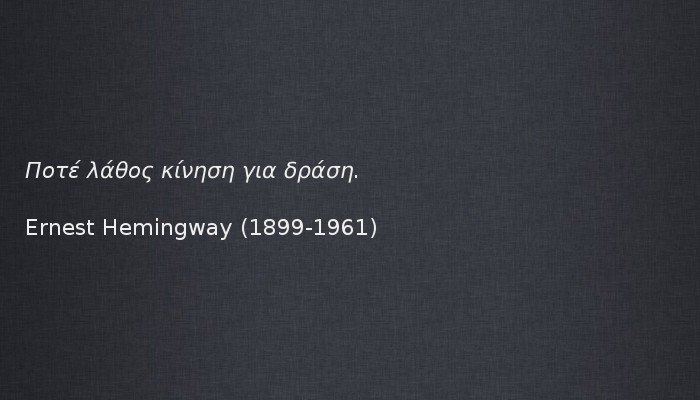 Ποτέ λάθος κίνηση για δράση.
Ernest Hemingway (1899-1961)